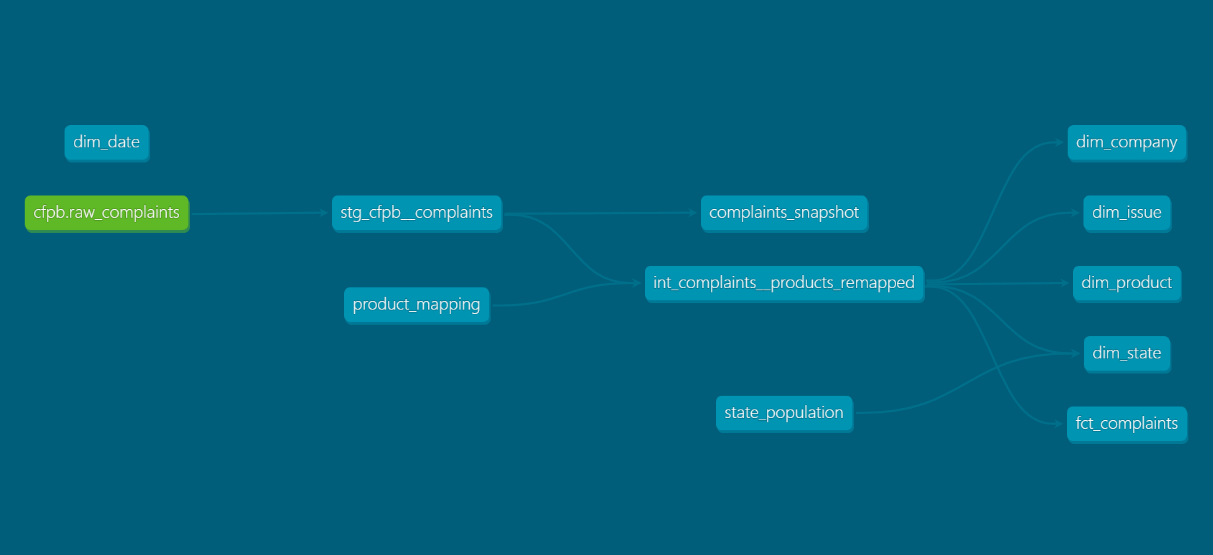 dim_date
dim_company
cfpb.raw_complaints
stg_cfpb__complaints
complaints_snapshot
dim_issue
product_mapping
int_complaints__products_remapped
dim_product
dim_state
state_population
fct_complaints